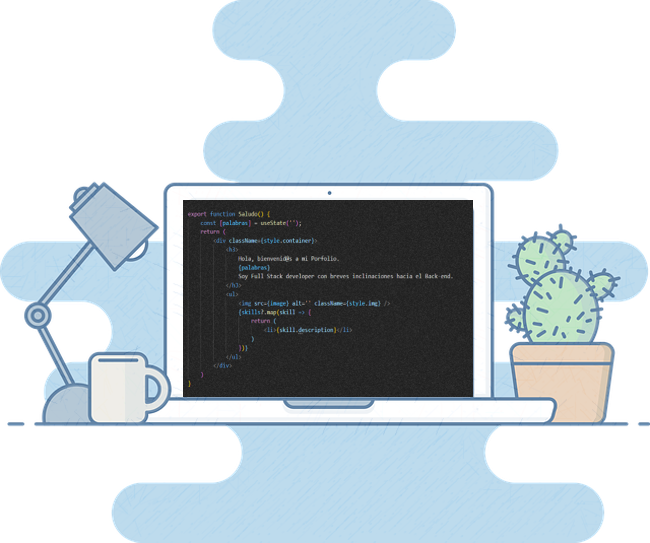 export function Saludo() {
const [palabras] = useState('');
return (
<div className={style.container}>
<h1>
Hola, bienvenid@s a mi Porfolio.
{palabras}
Soy Full Stack developer con breves inclinaciones hacia el Back-end.
</h1>
<ul>
<img src={image} alt='' className={style.img} />
{skills?.map(skill => {
return (
<li>{skill.description}</li>
)
})}
</ul>
</div>
)
}